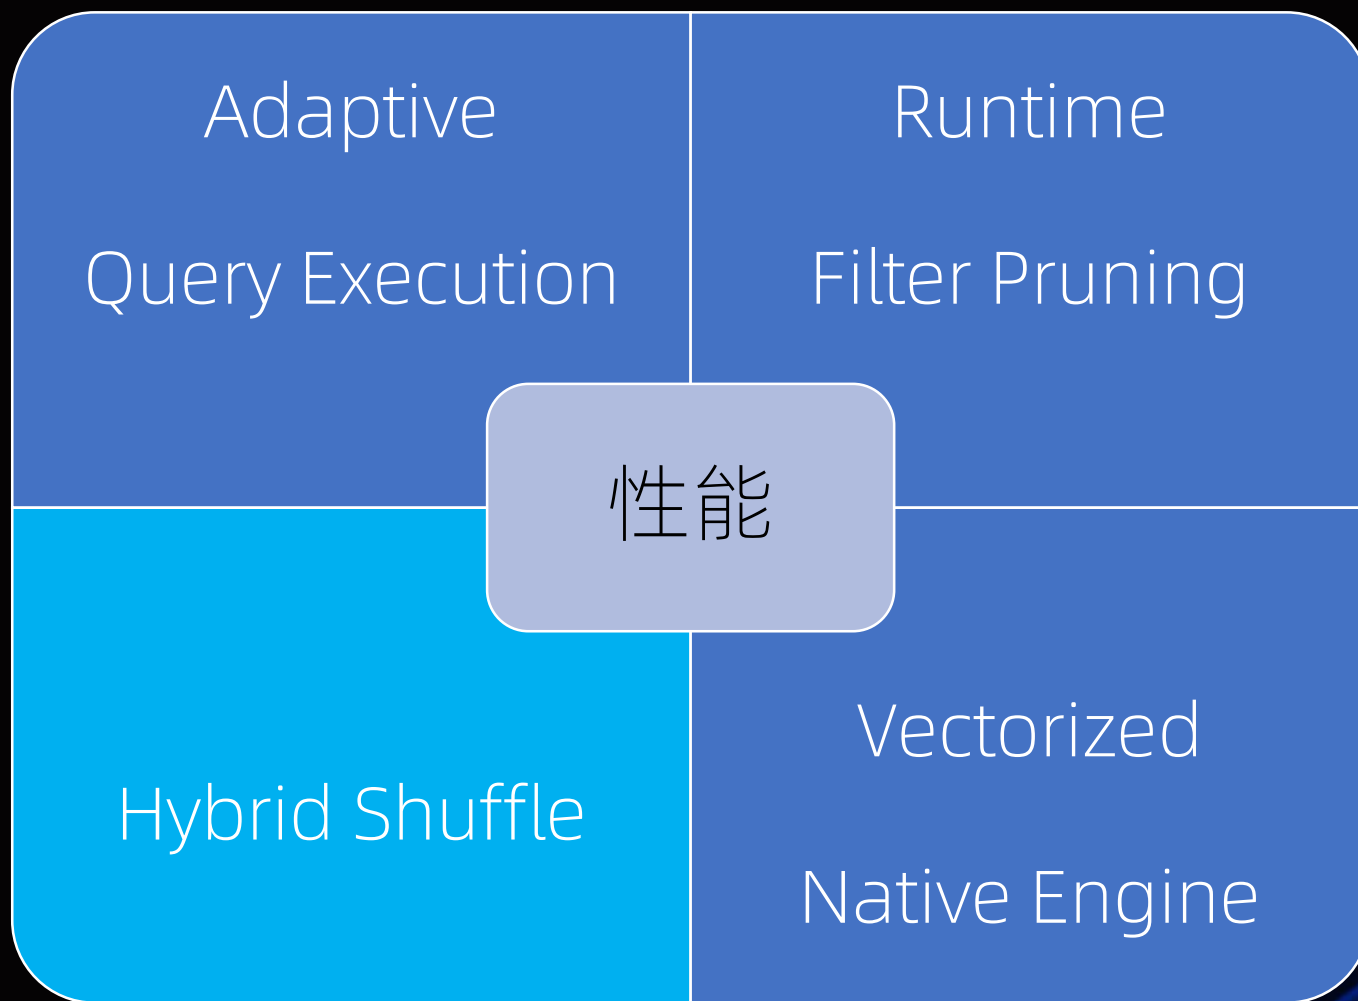 Adaptive
Query Execution
Runtime
Filter Pruning
性能
Hybrid Shuffle
Vectorized
Native Engine